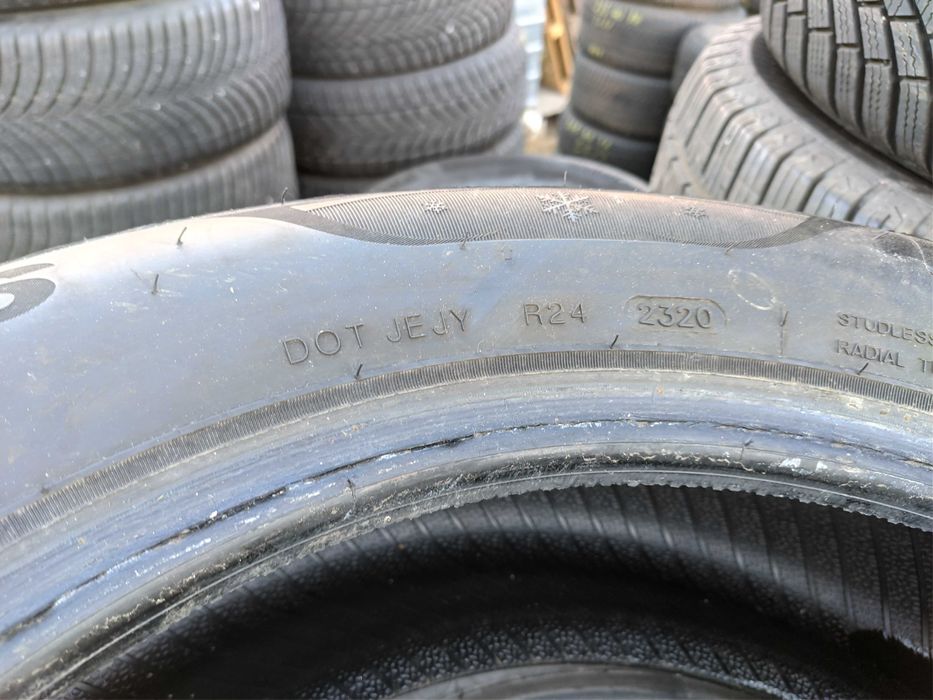 DOT JEJY R24 2320
STUDLESS
RADIAL